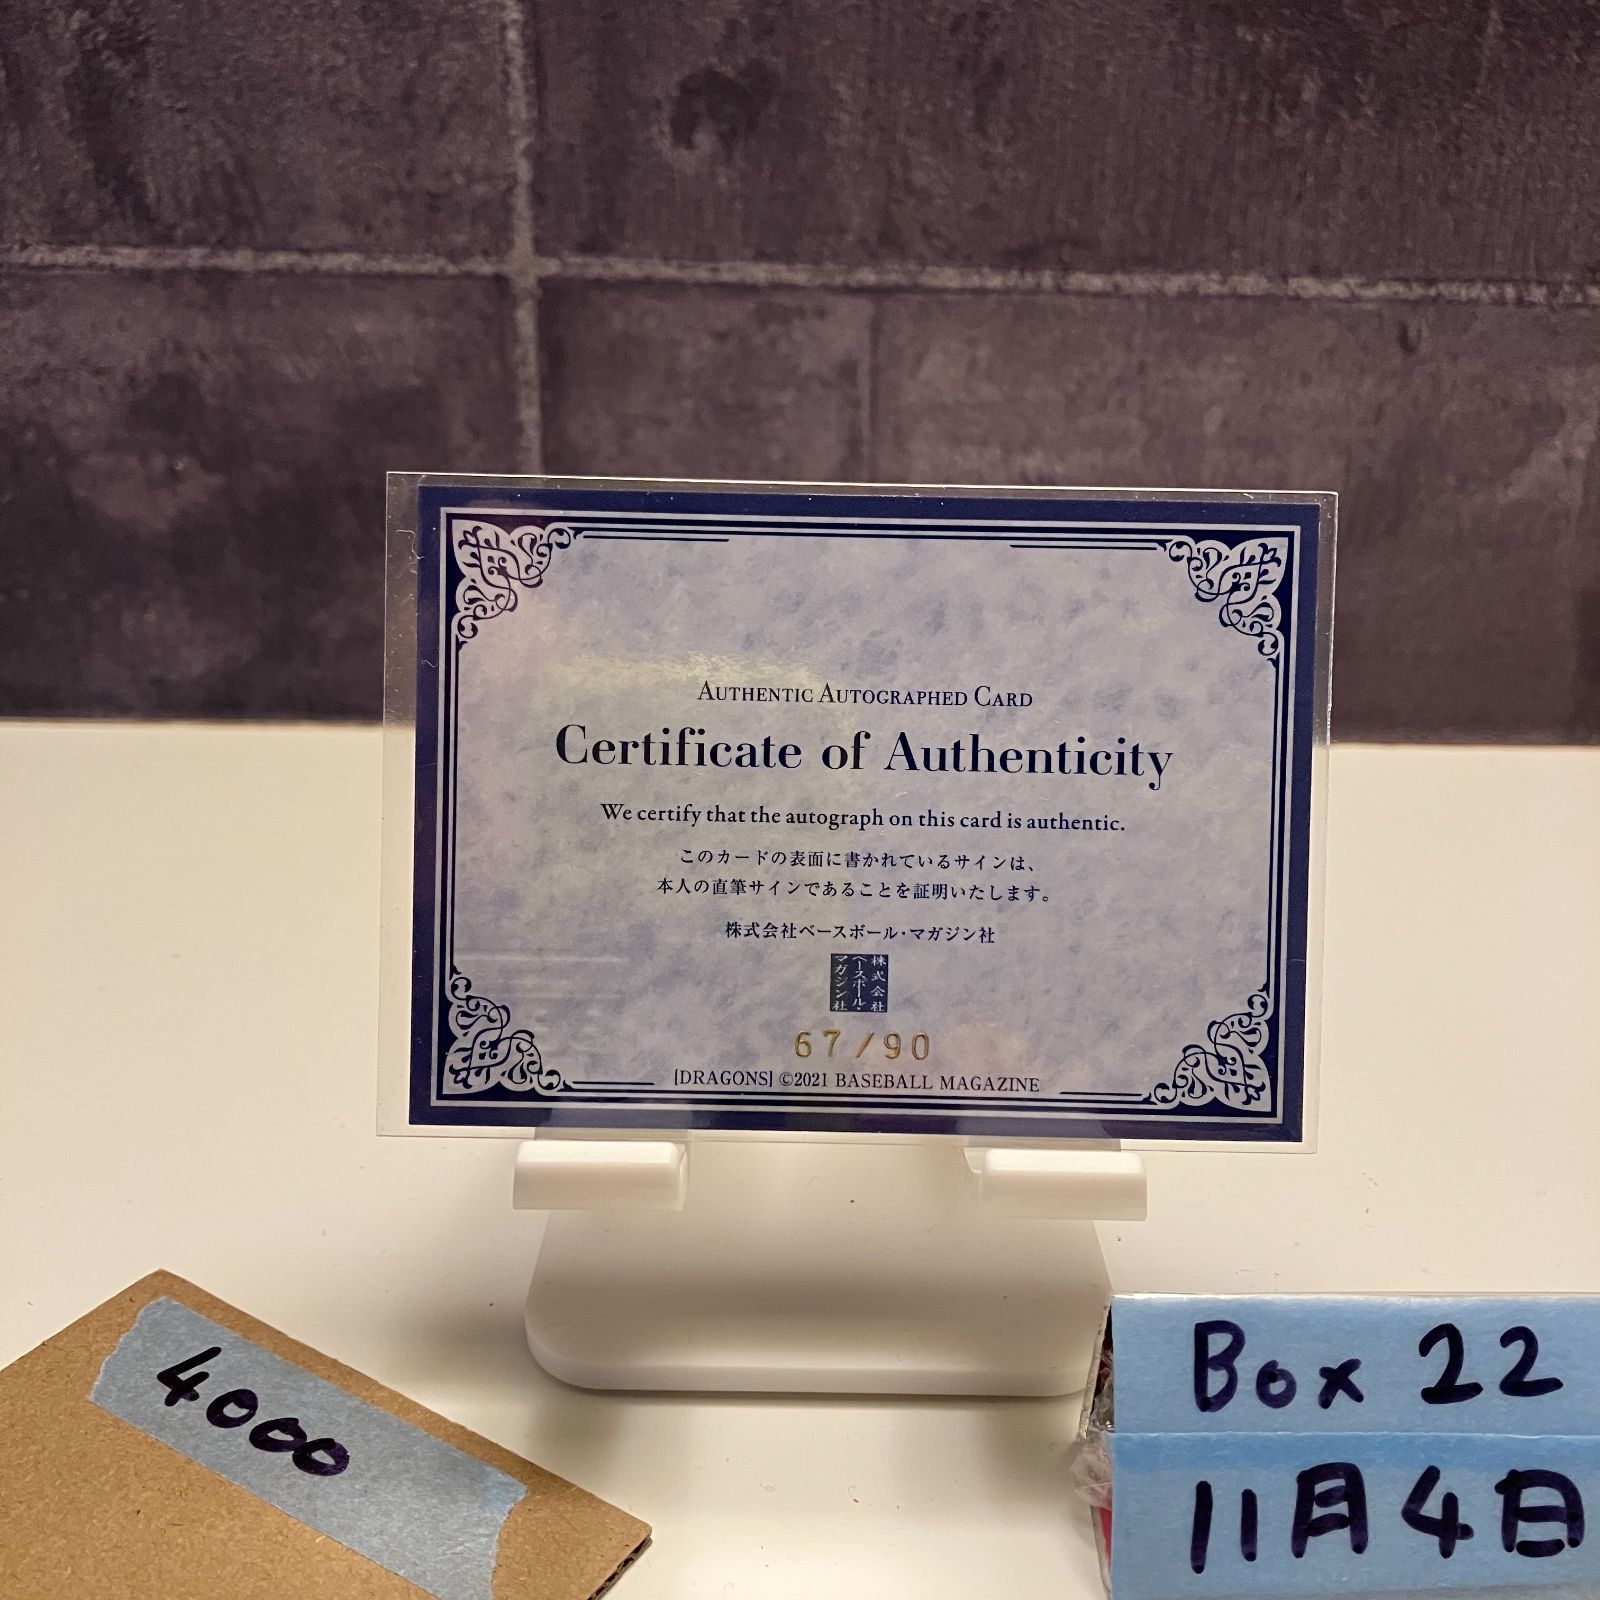 AUTHENTIC AUTOGRAPHED CARD
Certificate of Authenticity
We certify that the autograph on this card is authentic.
このカードの表面に書かれているサインは、
本人の直筆サインであることを証明いたします。
株式会社ベースボール・マガジン社
株式会社
ベースボール・
マガジン社
67/90
[DRAGONS] ©2021 BASEBALL MAGAZINE
4000
Box 22
11月4日